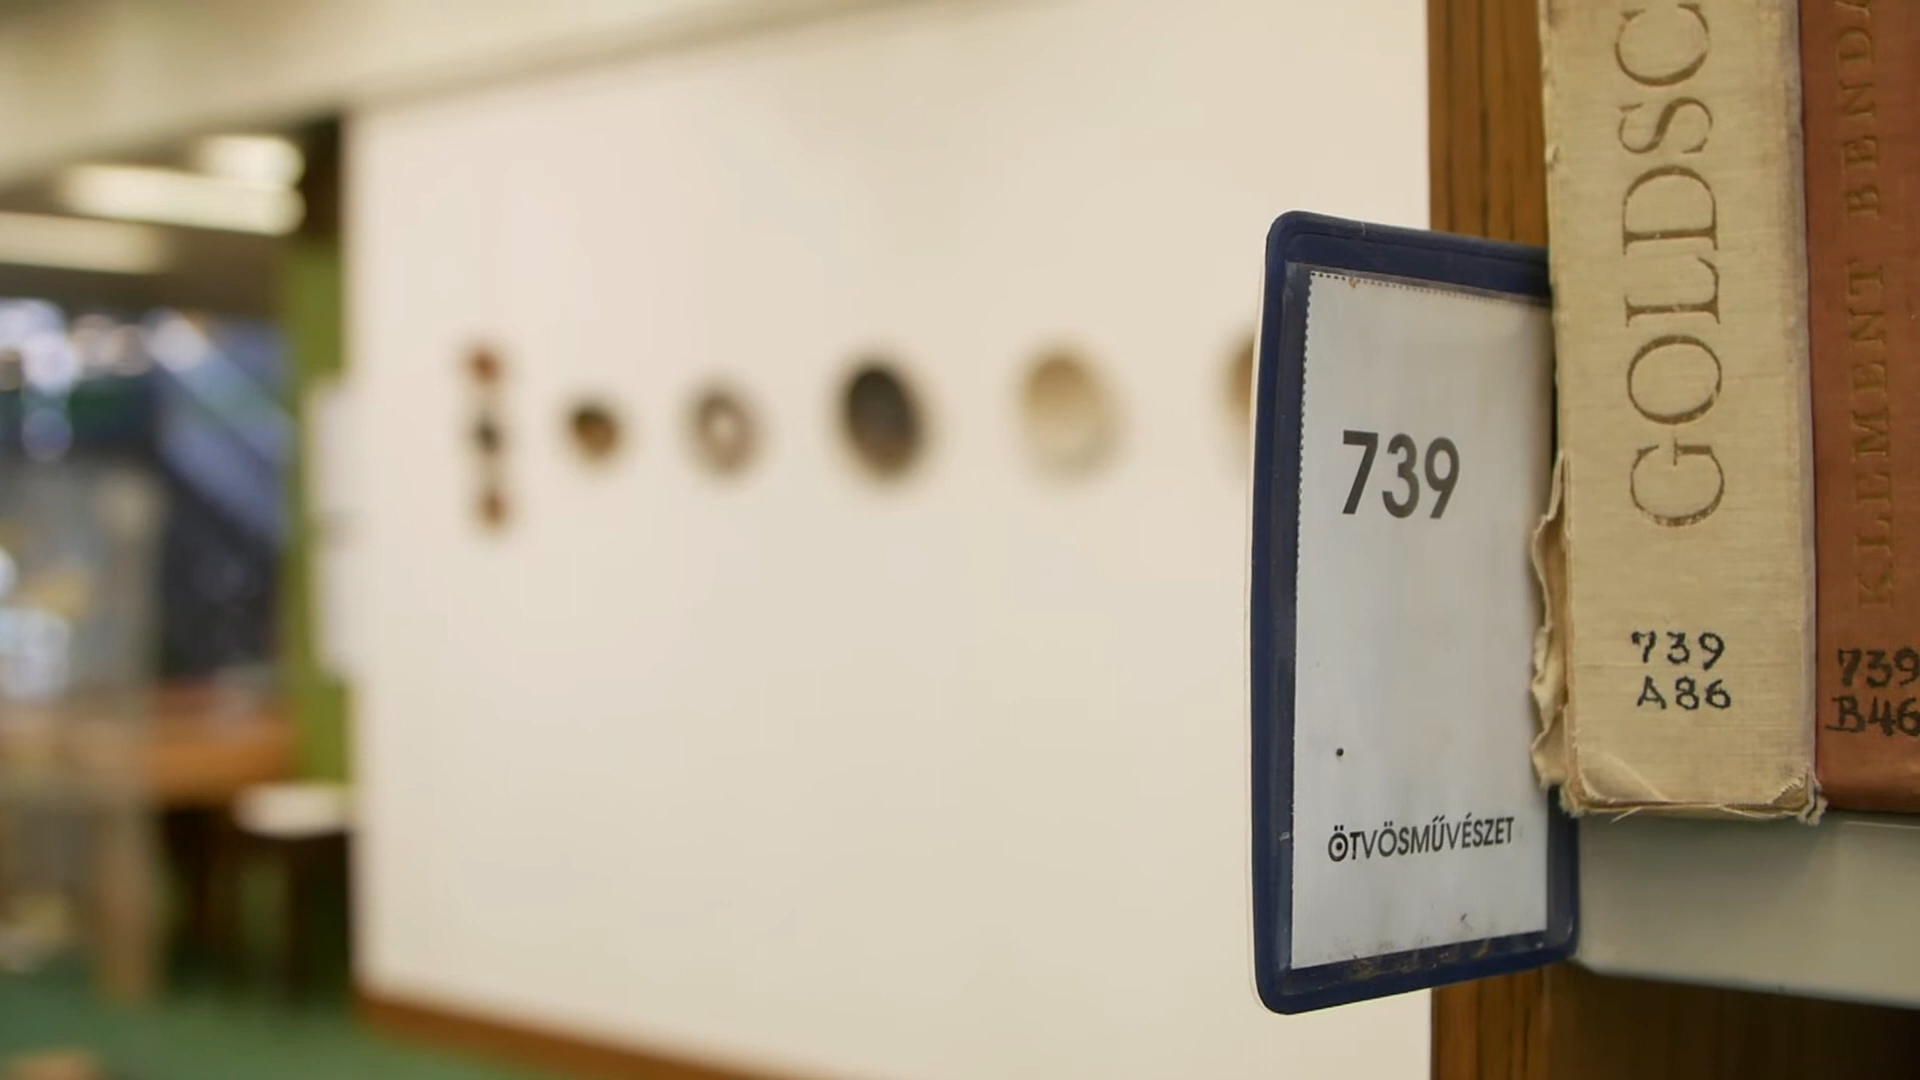 739
ÖTVÖSMŰVÉSZET
GOLDSC
739
A86
KLEMENT BENDA
739
B46